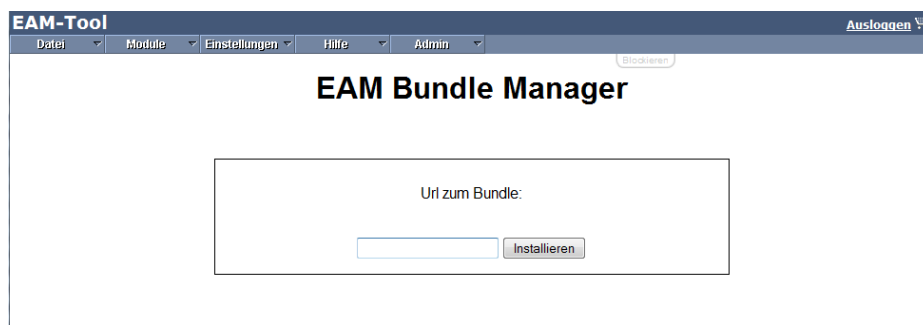 EAM-Tool Ausloggen
Datei Module Einstellungen Hilfe Admin
Blockieren
EAM Bundle Manager
Url zum Bundle:
Installieren